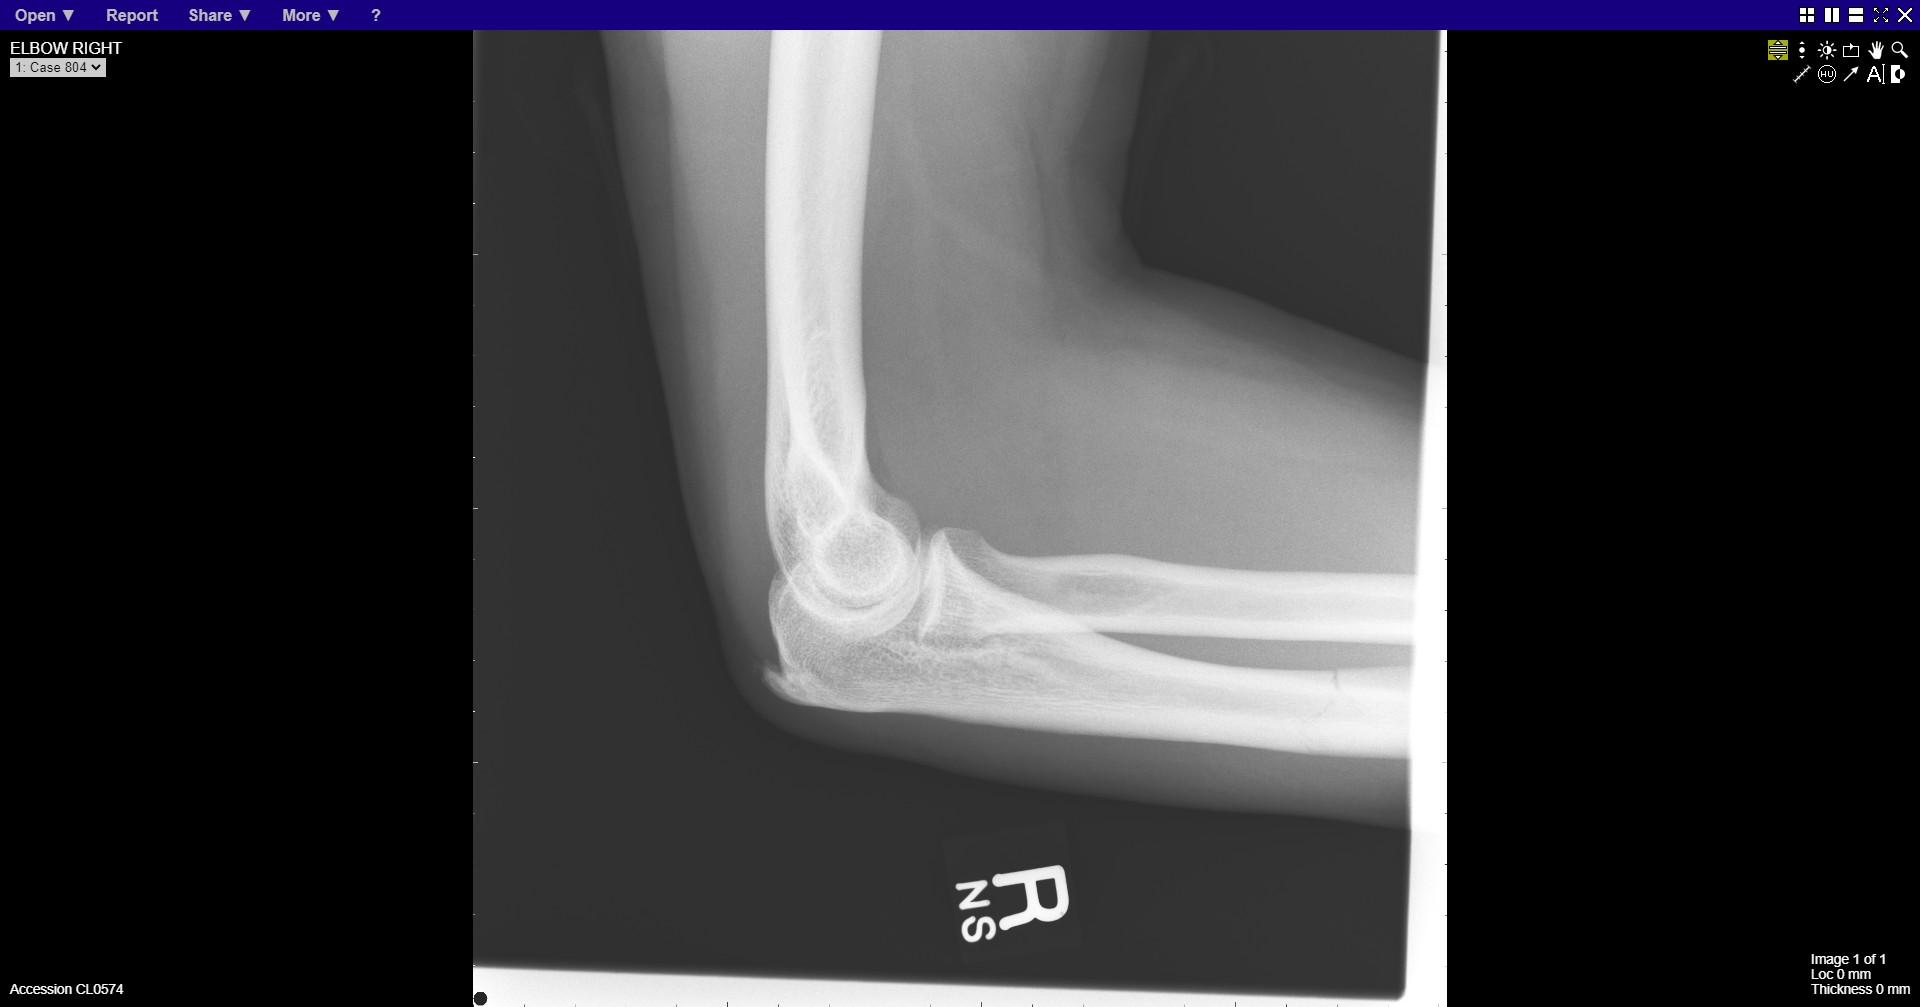 Open ▼ Report Share ▼ More ▼ ?
ELBOW RIGHT
1: Case 804
HU
A
R
NS
Accession CL0574
Image 1 of 1
Loc 0 mm
Thickness 0 mm